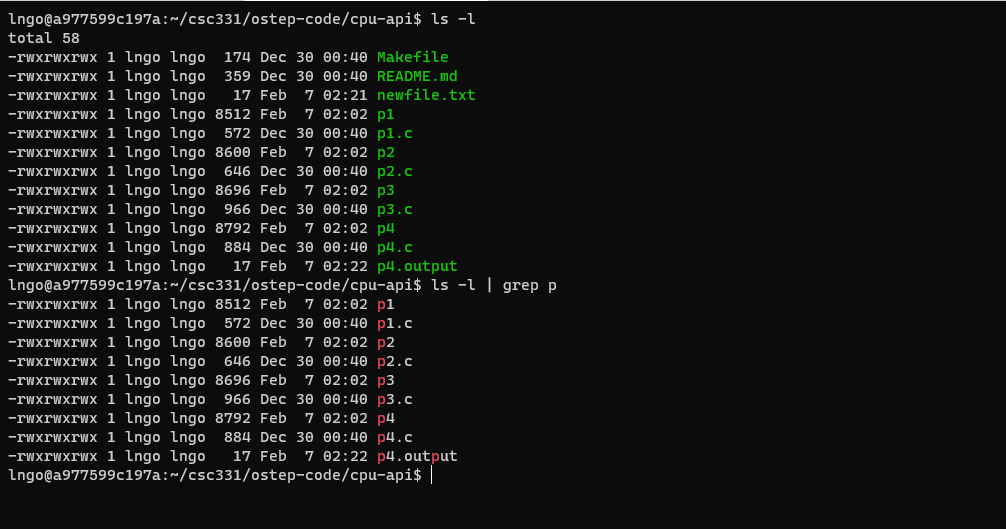 lngo@a977599c197a:~/csc331/ostep-code/cpu-api$ ls -l
total 58
-rwxrwxrwx 1 lngo lngo  174 Dec 30 00:40 Makefile
-rwxrwxrwx 1 lngo lngo  359 Dec 30 00:40 README.md
-rwxrwxrwx 1 lngo lngo   17 Feb  7 02:21 newfile.txt
-rwxrwxrwx 1 lngo lngo 8512 Feb  7 02:02 p1
-rwxrwxrwx 1 lngo lngo  572 Dec 30 00:40 p1.c
-rwxrwxrwx 1 lngo lngo 8600 Feb  7 02:02 p2
-rwxrwxrwx 1 lngo lngo  646 Dec 30 00:40 p2.c
-rwxrwxrwx 1 lngo lngo 8696 Feb  7 02:02 p3
-rwxrwxrwx 1 lngo lngo  966 Dec 30 00:40 p3.c
-rwxrwxrwx 1 lngo lngo 8792 Feb  7 02:02 p4
-rwxrwxrwx 1 lngo lngo  884 Dec 30 00:40 p4.c
-rwxrwxrwx 1 lngo lngo   17 Feb  7 02:22 p4.output
lngo@a977599c197a:~/csc331/ostep-code/cpu-api$ ls -l | grep p
-rwxrwxrwx 1 lngo lngo 8512 Feb  7 02:02 p1
-rwxrwxrwx 1 lngo lngo  572 Dec 30 00:40 p1.c
-rwxrwxrwx 1 lngo lngo 8600 Feb  7 02:02 p2
-rwxrwxrwx 1 lngo lngo  646 Dec 30 00:40 p2.c
-rwxrwxrwx 1 lngo lngo 8696 Feb  7 02:02 p3
-rwxrwxrwx 1 lngo lngo  966 Dec 30 00:40 p3.c
-rwxrwxrwx 1 lngo lngo 8792 Feb  7 02:02 p4
-rwxrwxrwx 1 lngo lngo  884 Dec 30 00:40 p4.c
-rwxrwxrwx 1 lngo lngo   17 Feb  7 02:22 p4.output
lngo@a977599c197a:~/csc331/ostep-code/cpu-api$